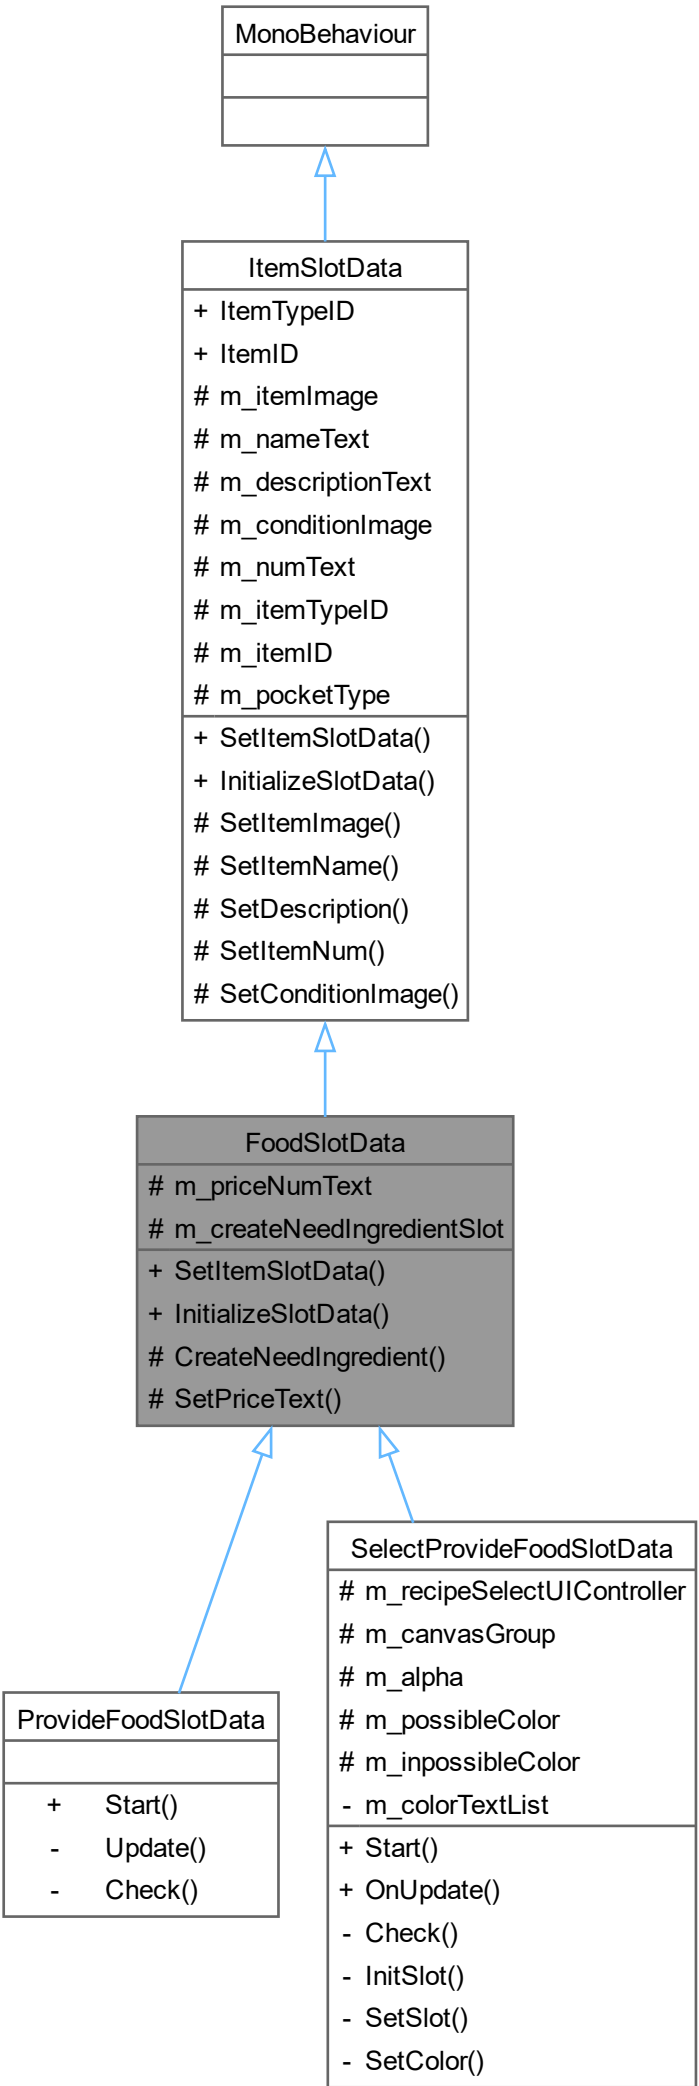 MonoBehaviour
ItemSlotData
+ ItemTypeID
+ ItemID
# m_itemImage
# m_nameText
# m_descriptionText
# m_conditionImage
# m_numText
# m_itemTypeID
# m_itemID
# m_pocketType
+ SetItemSlotData()
+ InitializeSlotData()
# SetItemImage()
# SetItemName()
# SetDescription()
# SetItemNum()
# SetConditionImage()
FoodSlotData
# m_priceNumText
# m_createNeedIngredientSlot
+ SetItemSlotData()
+ InitializeSlotData()
# CreateNeedIngredient()
# SetPriceText()
ProvideFoodSlotData
+ Start()
- Update()
- Check()
SelectProvideFoodSlotData
# m_recipeSelectUIController
# m_canvasGroup
# m_alpha
# m_possibleColor
# m_inpossibleColor
- m_colorTextList
+ Start()
+ OnUpdate()
- Check()
- InitSlot()
- SetSlot()
- SetColor()